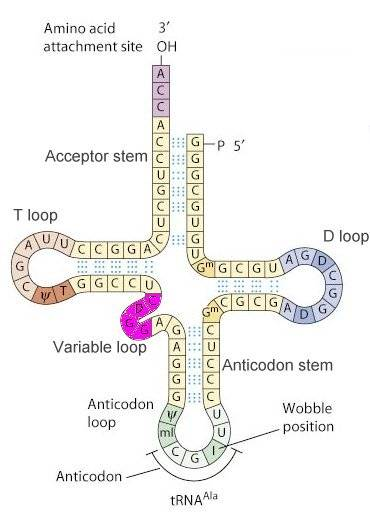 Amino acid
attachment site
3′
OH
A
C
C
A
C
C
U
G
C
U
C
Acceptor stem
G
G
G
C
G
U
G
U
P 5′
T loop
D loop
G A U U C C G G A
C Ψ T G G C C U
Gm G C G U A G D C G G
Gm C G C G A D
Variable loop
Anticodon stem
A G
A
G
G
G
U
C
C
C
Anticodon
loop
Wobble
position
Ψ
mI
C
G
I
U
U
Anticodon
tRNAAla